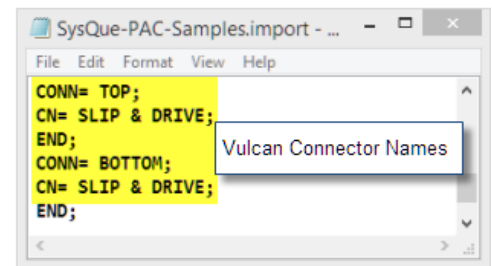 SysQue-PAC-Samples.import - ...
File Edit Format View Help
CONN= TOP;
CN= SLIP & DRIVE;
END;
Vulcan Connector Names
CONN= BOTTOM;
CN= SLIP & DRIVE;
END;